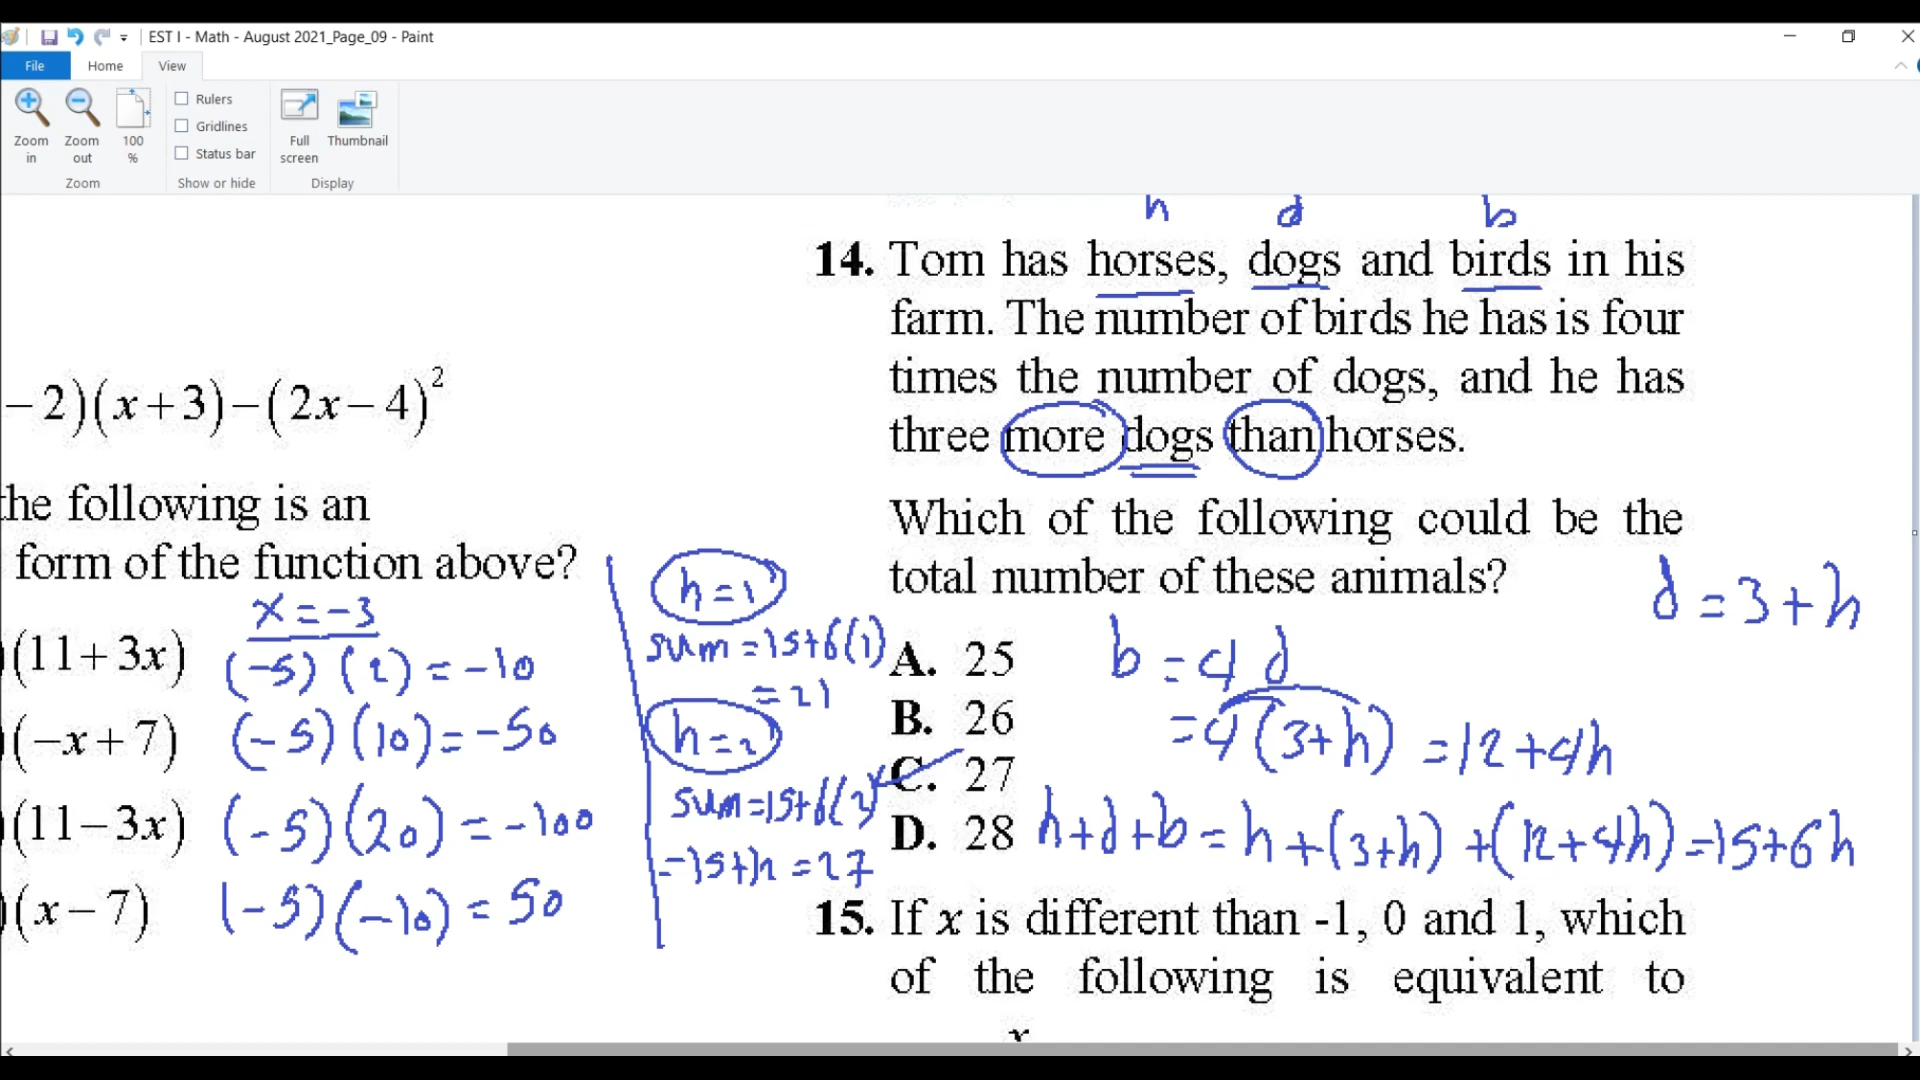 EST I - Math - August 2021_Page_09 - Paint
File Home View
Zoom in
Zoom out
100 %
Rulers
Gridlines
Status bar
Full screen
Thumbnail
Zoom
Show or hide
Display
-2)(x+3)-(2x-4)²
the following is an
form of the function above?
x = -3
)(11+3x) (-5)(2) = -10
)(-x+7) (-5)(10) = -50
)(11-3x) (-5)(20) = -100
)(x-7) (-5)(-10) = 50
h = 1
sum = 15+6(1)
= 21
h = 2
sum = 15+6(2)
= 15+12 = 27
h d b
14. Tom has horses, dogs and birds in his
farm. The number of birds he has is four
times the number of dogs, and he has
three more dogs than horses.
Which of the following could be the
total number of these animals?
d = 3 + h
A. 25
B. 26
C. 27
D. 28
b = 4d
= 4(3+h) = 12+4h
h+d+b = h+(3+h)+(12+4h) = 15+6h
15. If x is different than -1, 0 and 1, which
of the following is equivalent to
x